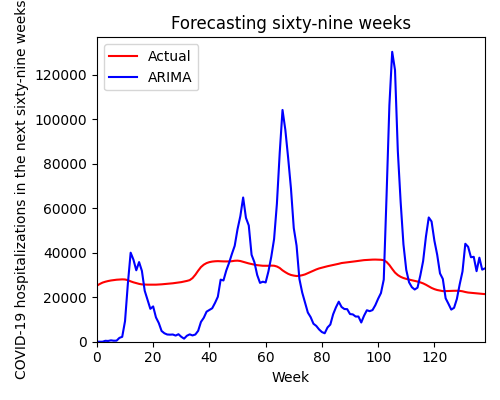 Forecasting sixty-nine weeks
COVID-19 hospitalizations in the next sixty-nine weeks
Actual
ARIMA
120000
100000
80000
60000
40000
20000
0
0 20 40 60 80 100 120
Week